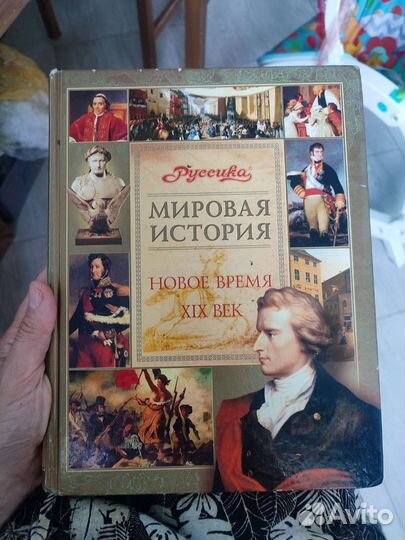 Руссика
МИРОВАЯ
ИСТОРИЯ
НОВОЕ ВРЕМЯ
XIX ВЕК
Avito